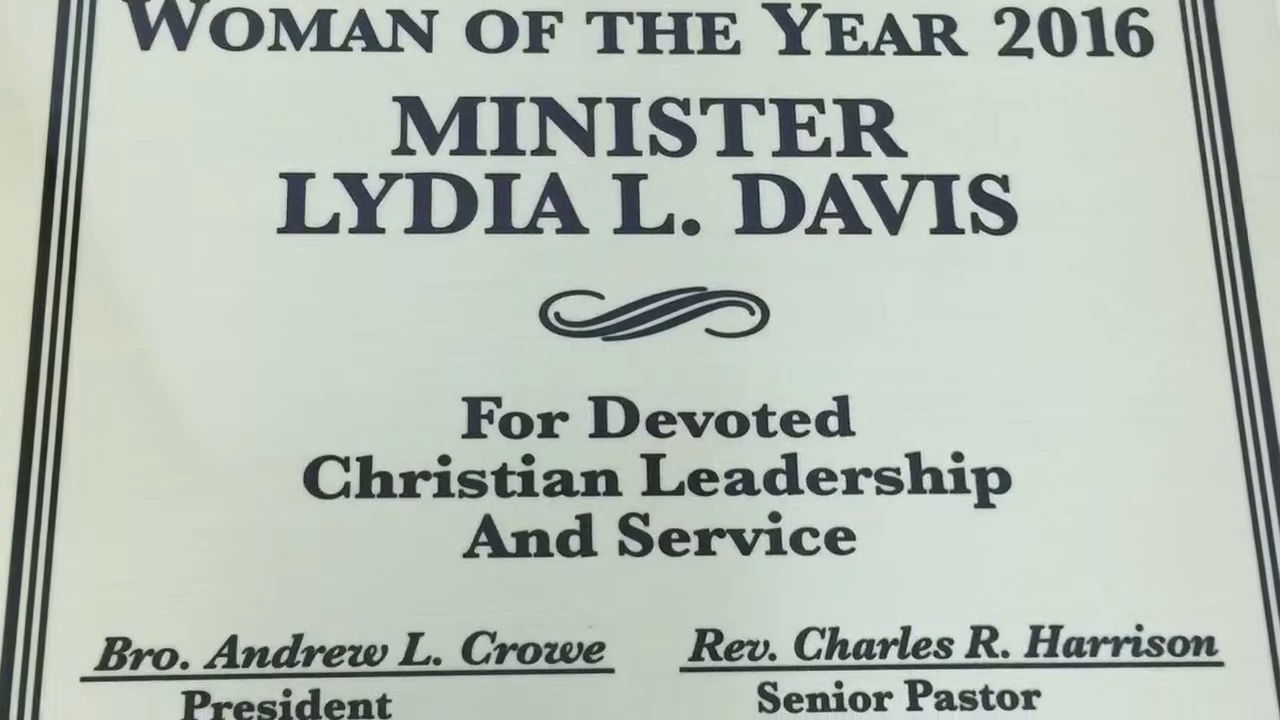 WOMAN OF THE YEAR 2016
MINISTER
LYDIA L. DAVIS
For Devoted
Christian Leadership
And Service
Bro. Andrew L. Crowe Rev. Charles R. Harrison
President Senior Pastor